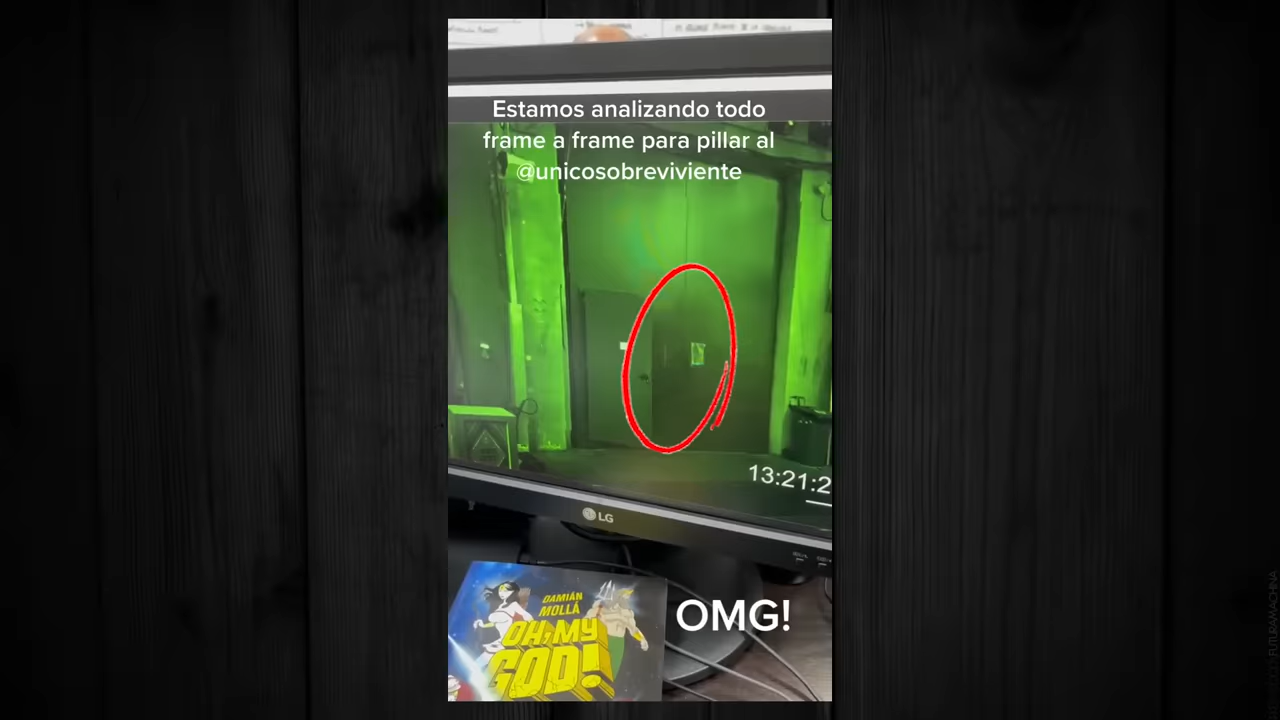 Estamos analizando todo
frame a frame para pillar al
@unicosobreviviente
13:21:2
LG
DAMIÁN
MOLLÁ
OH, MY
GOD!
OMG!